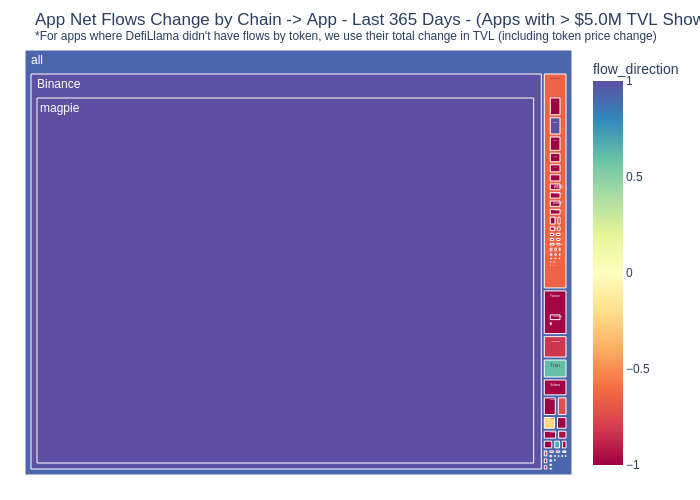 App Net Flows Change by Chain -> App - Last 365 Days - (Apps with > $5.0M TVL Show
*For apps where DefiLlama didn't have flows by token, we use their total change in TVL (including token price change)
all
Binance
magpie
Tron
flow_direction
1
0.5
0
−0.5
−1